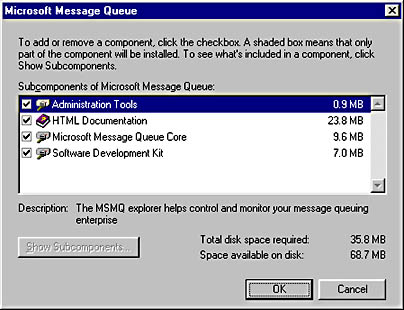 Microsoft Message Queue
To add or remove a component, click the checkbox. A shaded box means that only
part of the component will be installed. To see what's included in a component, click
Show Subcomponents.
Subcomponents of Microsoft Message Queue:
Administration Tools 0.9 MB
HTML Documentation 23.8 MB
Microsoft Message Queue Core 9.6 MB
Software Development Kit 7.0 MB
Description: The MSMQ explorer helps control and monitor your message queuing
enterprise
Show Subcomponents... Total disk space required: 35.8 MB
Space available on disk: 68.7 MB
OK Cancel